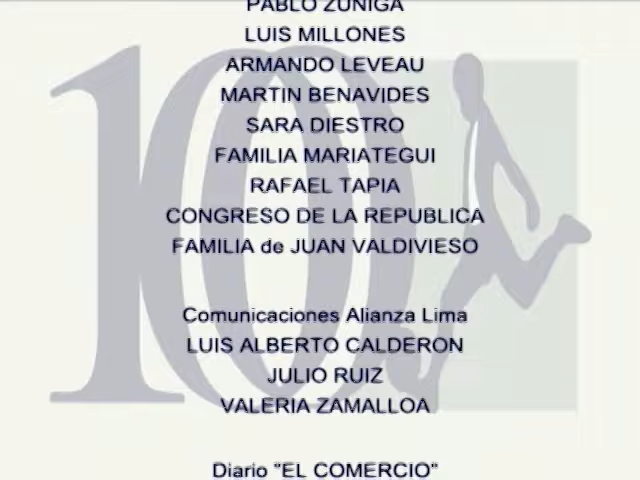 PABLO ZUÑIGA
LUIS MILLONES
ARMANDO LEVEAU
MARTIN BENAVIDES
SARA DIESTRO
FAMILIA MARIATEGUI
RAFAEL TAPIA
CONGRESO DE LA REPUBLICA
FAMILIA de JUAN VALDIVIESO
Comunicaciones Alianza Lima
LUIS ALBERTO CALDERON
JULIO RUIZ
VALERIA ZAMALLOA
Diario "EL COMERCIO"
100